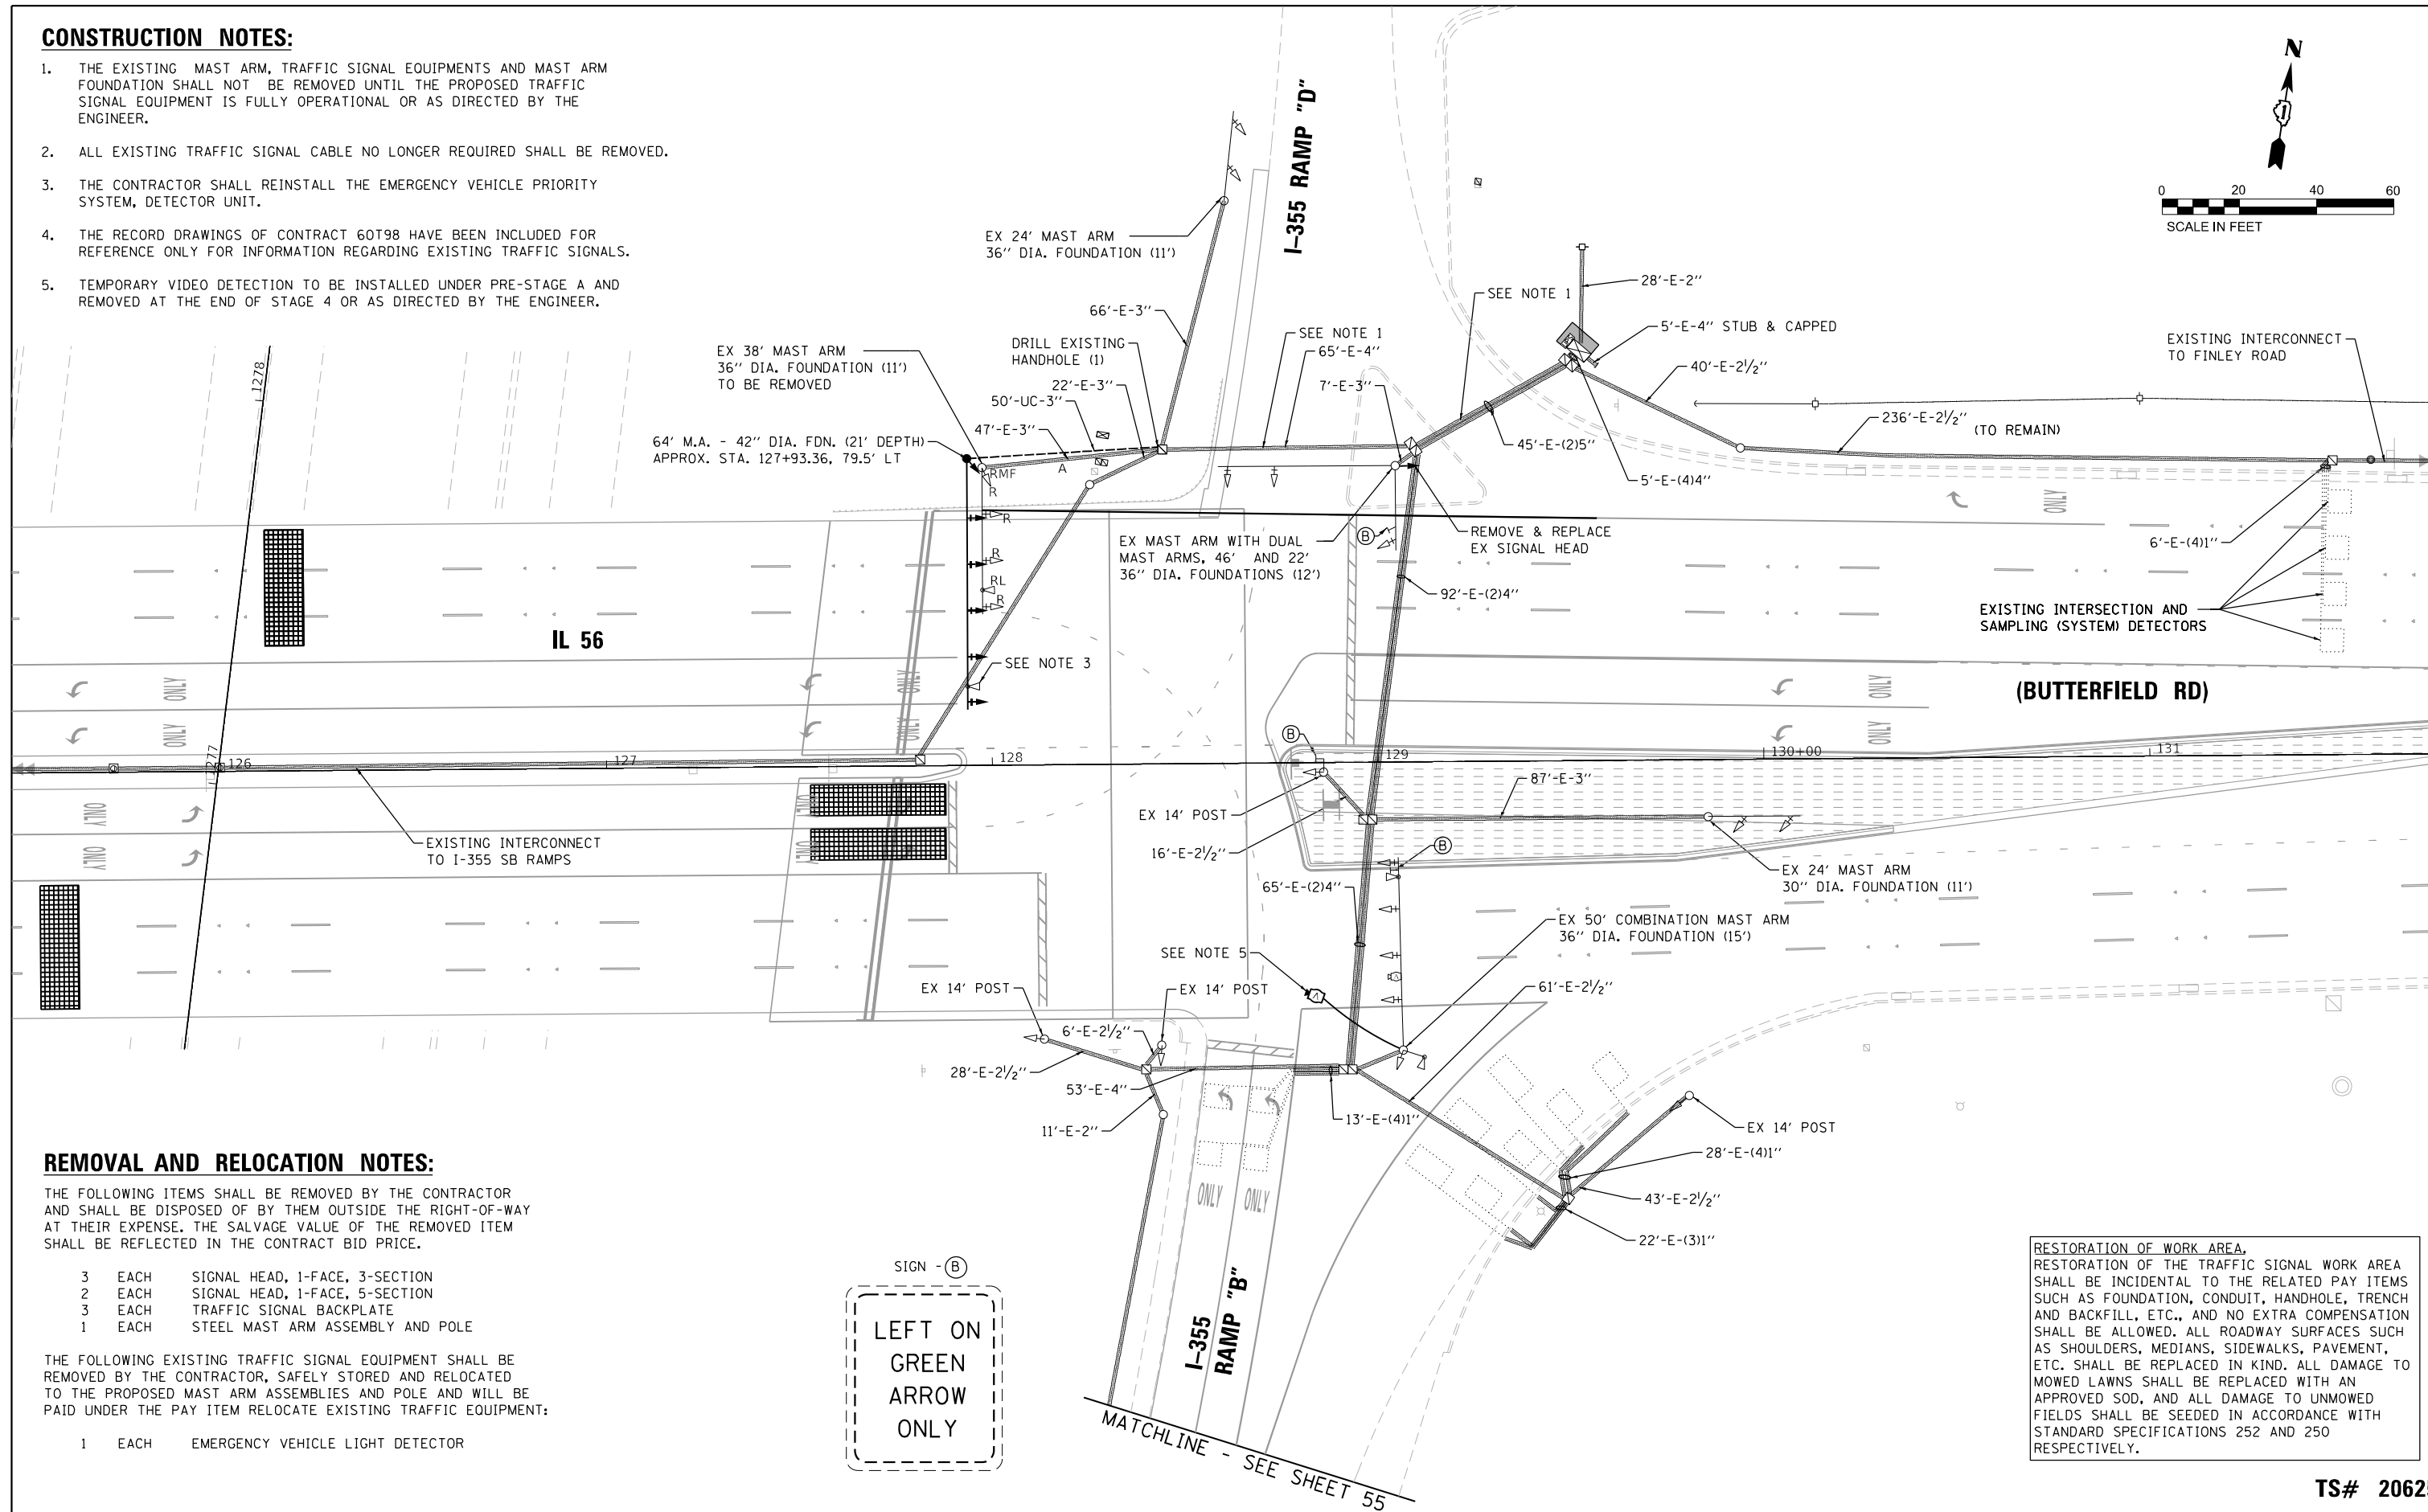 CONSTRUCTION NOTES:
1. THE EXISTING MAST ARM, TRAFFIC SIGNAL EQUIPMENTS AND MAST ARM
FOUNDATION SHALL NOT BE REMOVED UNTIL THE PROPOSED TRAFFIC
SIGNAL EQUIPMENT IS FULLY OPERATIONAL OR AS DIRECTED BY THE
ENGINEER.
2. ALL EXISTING TRAFFIC SIGNAL CABLE NO LONGER REQUIRED SHALL BE REMOVED.
3. THE CONTRACTOR SHALL REINSTALL THE EMERGENCY VEHICLE PRIORITY
SYSTEM, DETECTOR UNIT.
4. THE RECORD DRAWINGS OF CONTRACT 60T98 HAVE BEEN INCLUDED FOR
REFERENCE ONLY FOR INFORMATION REGARDING EXISTING TRAFFIC SIGNALS.
5. TEMPORARY VIDEO DETECTION TO BE INSTALLED UNDER PRE-STAGE A AND
REMOVED AT THE END OF STAGE 4 OR AS DIRECTED BY THE ENGINEER.
N
1
0 20 40 60
SCALE IN FEET
I-355 RAMP "D"
EX 24' MAST ARM
36" DIA. FOUNDATION (11')
66'-E-3"
DRILL EXISTING
HANDHOLE (1)
22'-E-3"
50'-UC-3"
47'-E-3"
EX 38' MAST ARM
36" DIA. FOUNDATION (11')
TO BE REMOVED
64' M.A. - 42" DIA. FDN. (21' DEPTH)
APPROX. STA. 127+93.36, 79.5' LT
SEE NOTE 1
65'-E-4"
7'-E-3"
SEE NOTE 1
28'-E-2"
5'-E-4" STUB & CAPPED
40'-E-2½"
236'-E-2½"
(TO REMAIN)
EXISTING INTERCONNECT
TO FINLEY ROAD
45'-E-(2)5"
5'-E-(4)4"
REMOVE & REPLACE
EX SIGNAL HEAD
EX MAST ARM WITH DUAL
MAST ARMS, 46' AND 22'
36" DIA. FOUNDATIONS (12')
92'-E-(2)4"
6'-E-(4)1"
EXISTING INTERSECTION AND
SAMPLING (SYSTEM) DETECTORS
A
RMF
R
R
R
RL
R
B
ONLY
1278
IL 56
SEE NOTE 3
(BUTTERFIELD RD)
ONLY
ONLY
ONLY
ONLY
ONLY
ONLY
1277
126
127
128
129
130+00
131
B
87'-E-3"
EX 14' POST
16'-E-2½"
B
ONLY
ONLY
ONLY
ONLY
EXISTING INTERCONNECT
TO I-355 SB RAMPS
65'-E-(2)4"
EX 24' MAST ARM
30" DIA. FOUNDATION (11')
EX 50' COMBINATION MAST ARM
36" DIA. FOUNDATION (15')
SEE NOTE 5
61'-E-2½"
EX 14' POST
EX 14' POST
6'-E-2½"
28'-E-2½"
53'-E-4"
11'-E-2"
13'-E-(4)1"
EX 14' POST
28'-E-(4)1"
43'-E-2½"
22'-E-(3)1"
ONLY
ONLY
I-355
RAMP "B"
MATCHLINE - SEE SHEET 55
REMOVAL AND RELOCATION NOTES:
THE FOLLOWING ITEMS SHALL BE REMOVED BY THE CONTRACTOR
AND SHALL BE DISPOSED OF BY THEM OUTSIDE THE RIGHT-OF-WAY
AT THEIR EXPENSE. THE SALVAGE VALUE OF THE REMOVED ITEM
SHALL BE REFLECTED IN THE CONTRACT BID PRICE.
3 EACH SIGNAL HEAD, 1-FACE, 3-SECTION
2 EACH SIGNAL HEAD, 1-FACE, 5-SECTION
3 EACH TRAFFIC SIGNAL BACKPLATE
1 EACH STEEL MAST ARM ASSEMBLY AND POLE
THE FOLLOWING EXISTING TRAFFIC SIGNAL EQUIPMENT SHALL BE
REMOVED BY THE CONTRACTOR, SAFELY STORED AND RELOCATED
TO THE PROPOSED MAST ARM ASSEMBLIES AND POLE AND WILL BE
PAID UNDER THE PAY ITEM RELOCATE EXISTING TRAFFIC EQUIPMENT:
1 EACH EMERGENCY VEHICLE LIGHT DETECTOR
SIGN - B
LEFT ON
GREEN
ARROW
ONLY
RESTORATION OF WORK AREA.
RESTORATION OF THE TRAFFIC SIGNAL WORK AREA
SHALL BE INCIDENTAL TO THE RELATED PAY ITEMS
SUCH AS FOUNDATION, CONDUIT, HANDHOLE, TRENCH
AND BACKFILL, ETC., AND NO EXTRA COMPENSATION
SHALL BE ALLOWED. ALL ROADWAY SURFACES SUCH
AS SHOULDERS, MEDIANS, SIDEWALKS, PAVEMENT,
ETC. SHALL BE REPLACED IN KIND. ALL DAMAGE TO
MOWED LAWNS SHALL BE REPLACED WITH AN
APPROVED SOD, AND ALL DAMAGE TO UNMOWED
FIELDS SHALL BE SEEDED IN ACCORDANCE WITH
STANDARD SPECIFICATIONS 252 AND 250
RESPECTIVELY.
TS# 2062